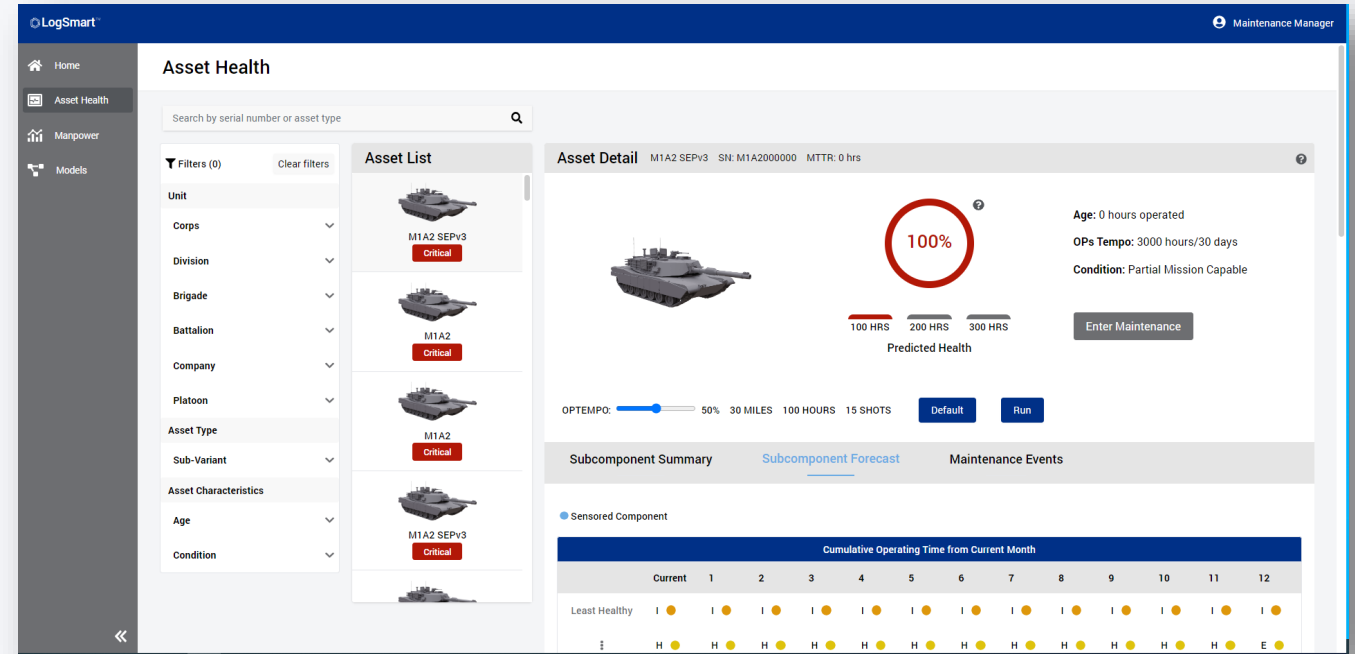 LogSmart™
Maintenance Manager
Home
Asset Health
Manpower
Models
Asset Health
Search by serial number or asset type
Filters (0) Clear filters
Unit
Corps
Division
Brigade
Battalion
Company
Platoon
Asset Type
Sub-Variant
Asset Characteristics
Age
Condition
Asset List
M1A2 SEPv3
Critical
M1A2
Critical
M1A2
Critical
M1A2 SEPv3
Critical
Asset Detail M1A2 SEPv3 SN: M1A2000000 MTTR: 0 hrs
100%
100 HRS 200 HRS 300 HRS
Predicted Health
Age: 0 hours operated
OPs Tempo: 3000 hours/30 days
Condition: Partial Mission Capable
Enter Maintenance
OPTEMPO: 50% 30 MILES 100 HOURS 15 SHOTS Default Run
Subcomponent Summary Subcomponent Forecast Maintenance Events
Sensored Component
Cumulative Operating Time from Current Month
Current 1 2 3 4 5 6 7 8 9 10 11 12
Least Healthy I I I I I I I I I I I I I
H H H H H H H H H H H H E